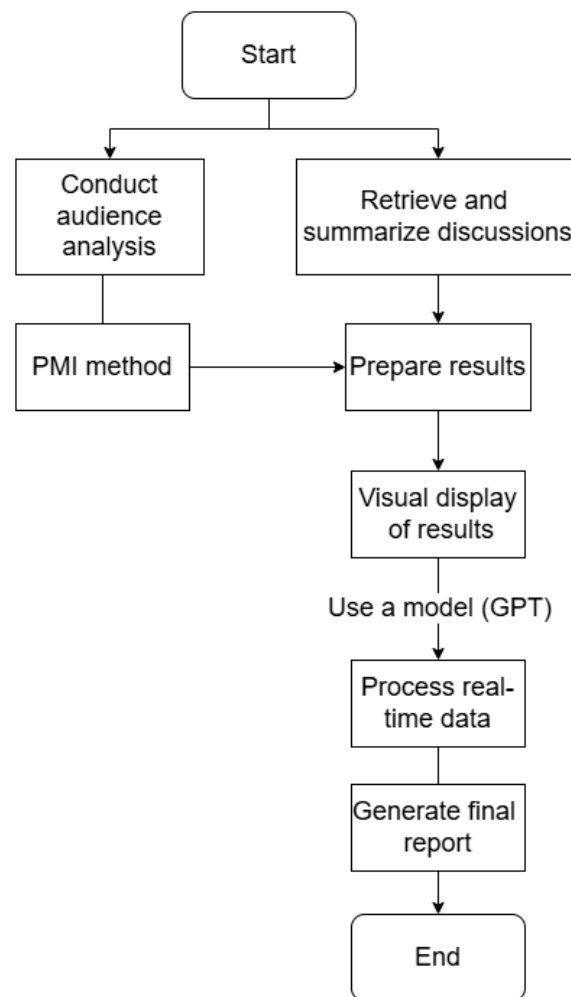 Start
Conduct
audience
analysis
Retrieve and
summarize discussions
PMI method
Prepare results
Visual display
of results
Use a model (GPT)
Process real-
time data
Generate final
report
End